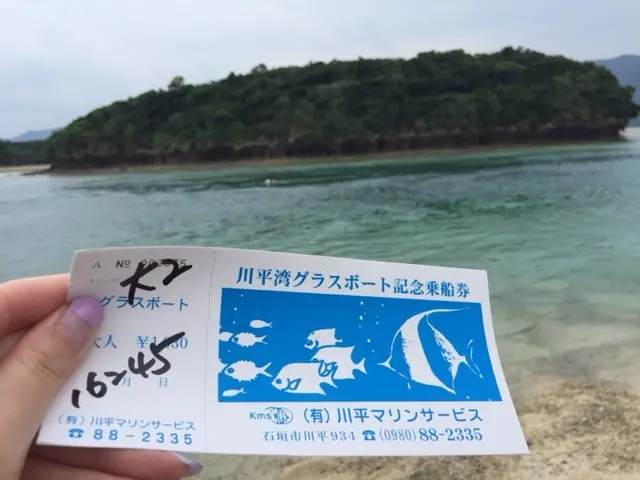 A №
K2
グラスボート
大人
16:45
月 日
(有)川平マリンサービス
☎ 88-2335
川平湾グラスボート記念乗船券
Kms (有)川平マリンサービス
石垣市川平934 ☎(0980)88-2335